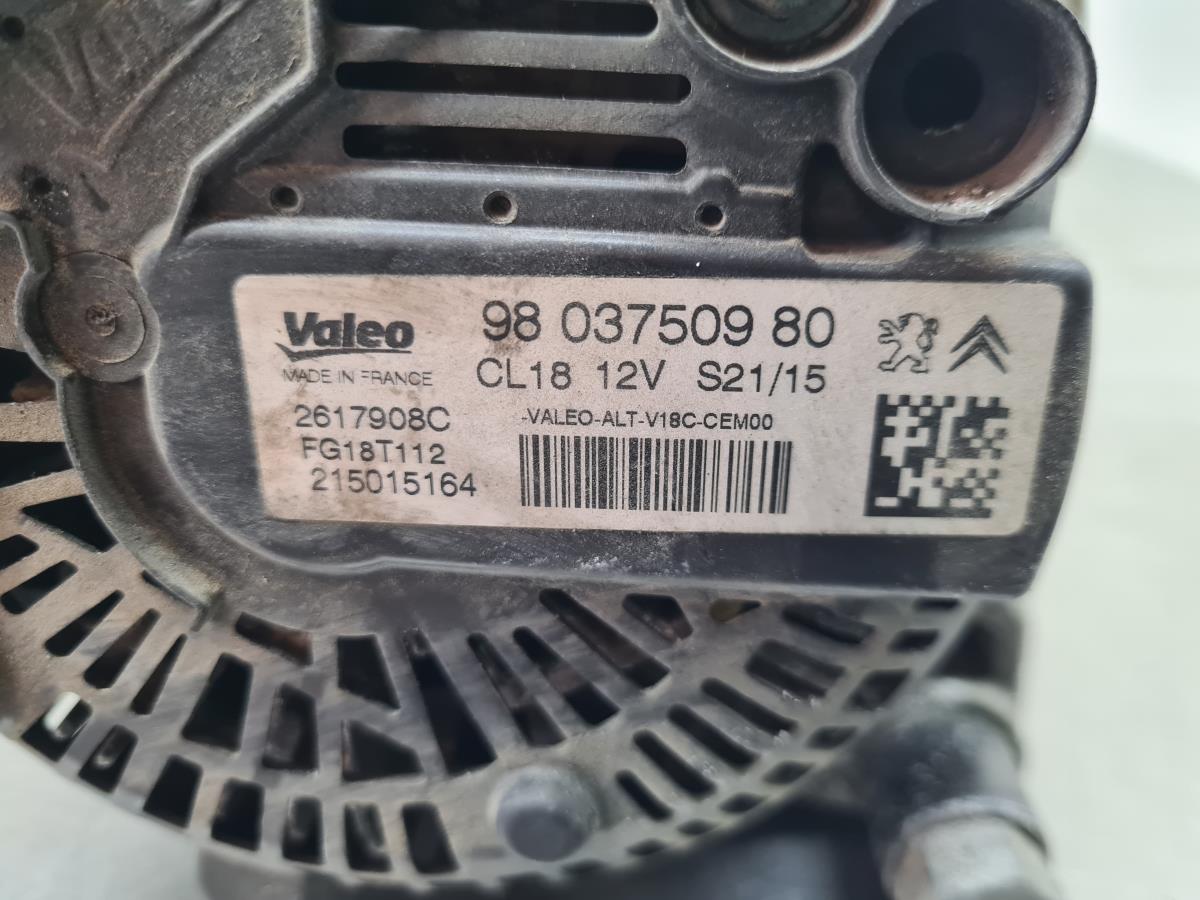 Valeo
MADE IN FRANCE
98 037509 80
CL18 12V S21/15
2617908C
FG18T112
215015164
-VALEO-ALT-V18C-CEM00